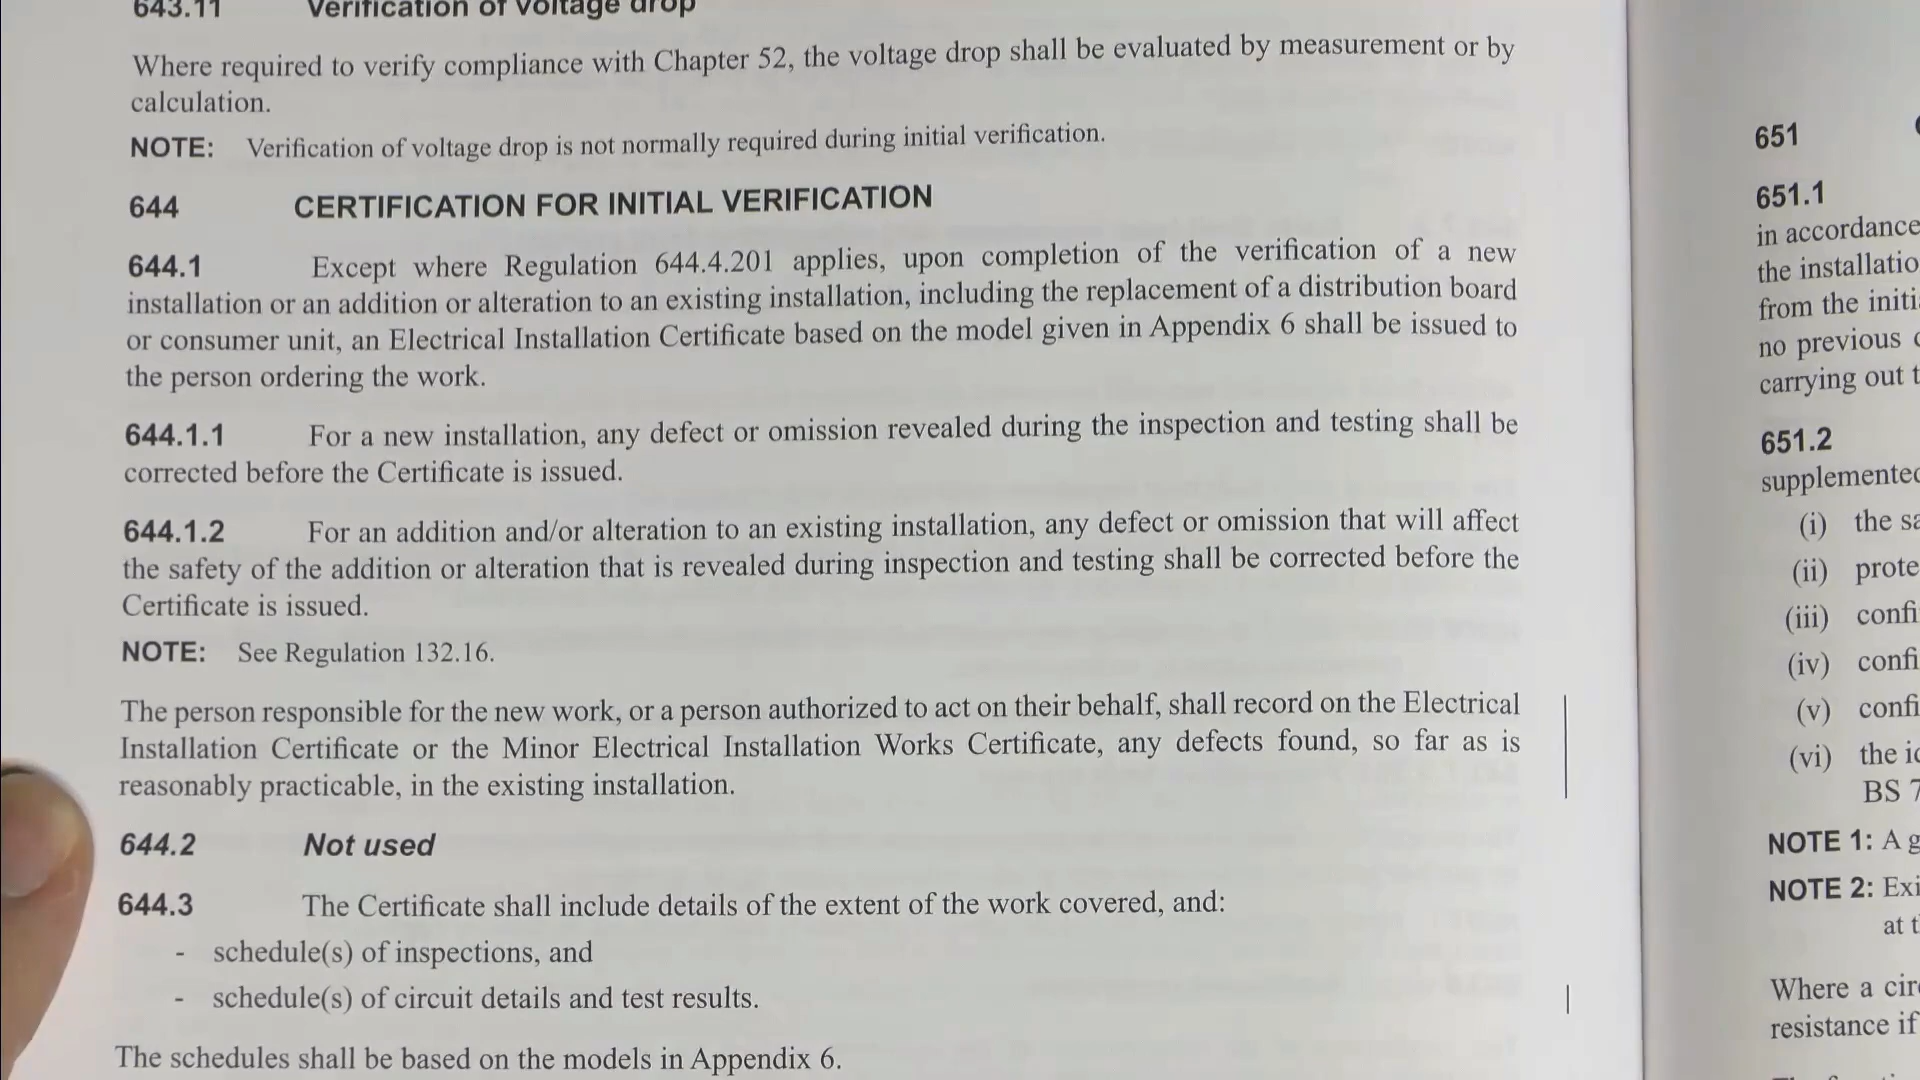 643.11 Verification of voltage drop
Where required to verify compliance with Chapter 52, the voltage drop shall be evaluated by measurement or by
calculation.
NOTE: Verification of voltage drop is not normally required during initial verification.
644 CERTIFICATION FOR INITIAL VERIFICATION
644.1 Except where Regulation 644.4.201 applies, upon completion of the verification of a new
installation or an addition or alteration to an existing installation, including the replacement of a distribution board
or consumer unit, an Electrical Installation Certificate based on the model given in Appendix 6 shall be issued to
the person ordering the work.
644.1.1 For a new installation, any defect or omission revealed during the inspection and testing shall be
corrected before the Certificate is issued.
644.1.2 For an addition and/or alteration to an existing installation, any defect or omission that will affect
the safety of the addition or alteration that is revealed during inspection and testing shall be corrected before the
Certificate is issued.
NOTE: See Regulation 132.16.
The person responsible for the new work, or a person authorized to act on their behalf, shall record on the Electrical
Installation Certificate or the Minor Electrical Installation Works Certificate, any defects found, so far as is
reasonably practicable, in the existing installation.
644.2 Not used
644.3 The Certificate shall include details of the extent of the work covered, and:
- schedule(s) of inspections, and
- schedule(s) of circuit details and test results.
The schedules shall be based on the models in Appendix 6.
651
651.1
in accordance
the installatio
from the initi
no previous
carrying out t
651.2
supplemented
(i) the sa
(ii) prote
(iii) confi
(iv) confi
(v) confi
(vi) the id
BS 7
NOTE 1: A g
NOTE 2: Exi
at t
Where a circ
resistance if